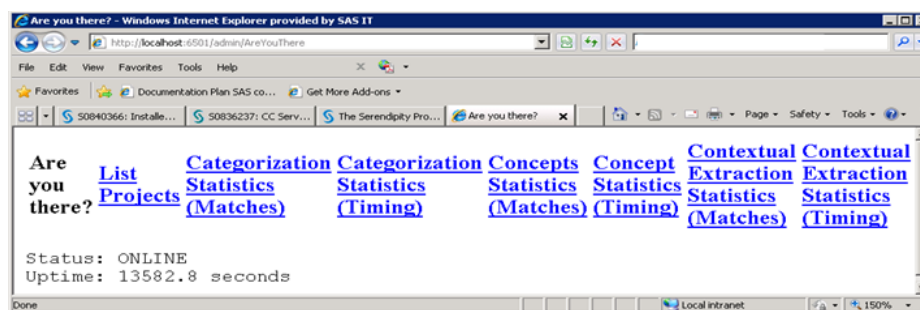 Are you there? - Windows Internet Explorer provided by SAS IT
http://localhost:6501/admin/AreYouThere
File Edit View Favorites Tools Help
Favorites Documentation Plan SAS co... Get More Add-ons
S0840366: Installe... S0836237: CC Serv... The Serendipity Pro... Are you there? Page Safety Tools
Are you there? List Projects Categorization Statistics (Matches) Categorization Statistics (Timing) Concepts Statistics (Matches) Concept Statistics (Timing) Contextual Extraction Statistics (Matches) Contextual Extraction Statistics (Timing)
Status: ONLINE
Uptime: 13582.8 seconds
Done Local intranet 150%